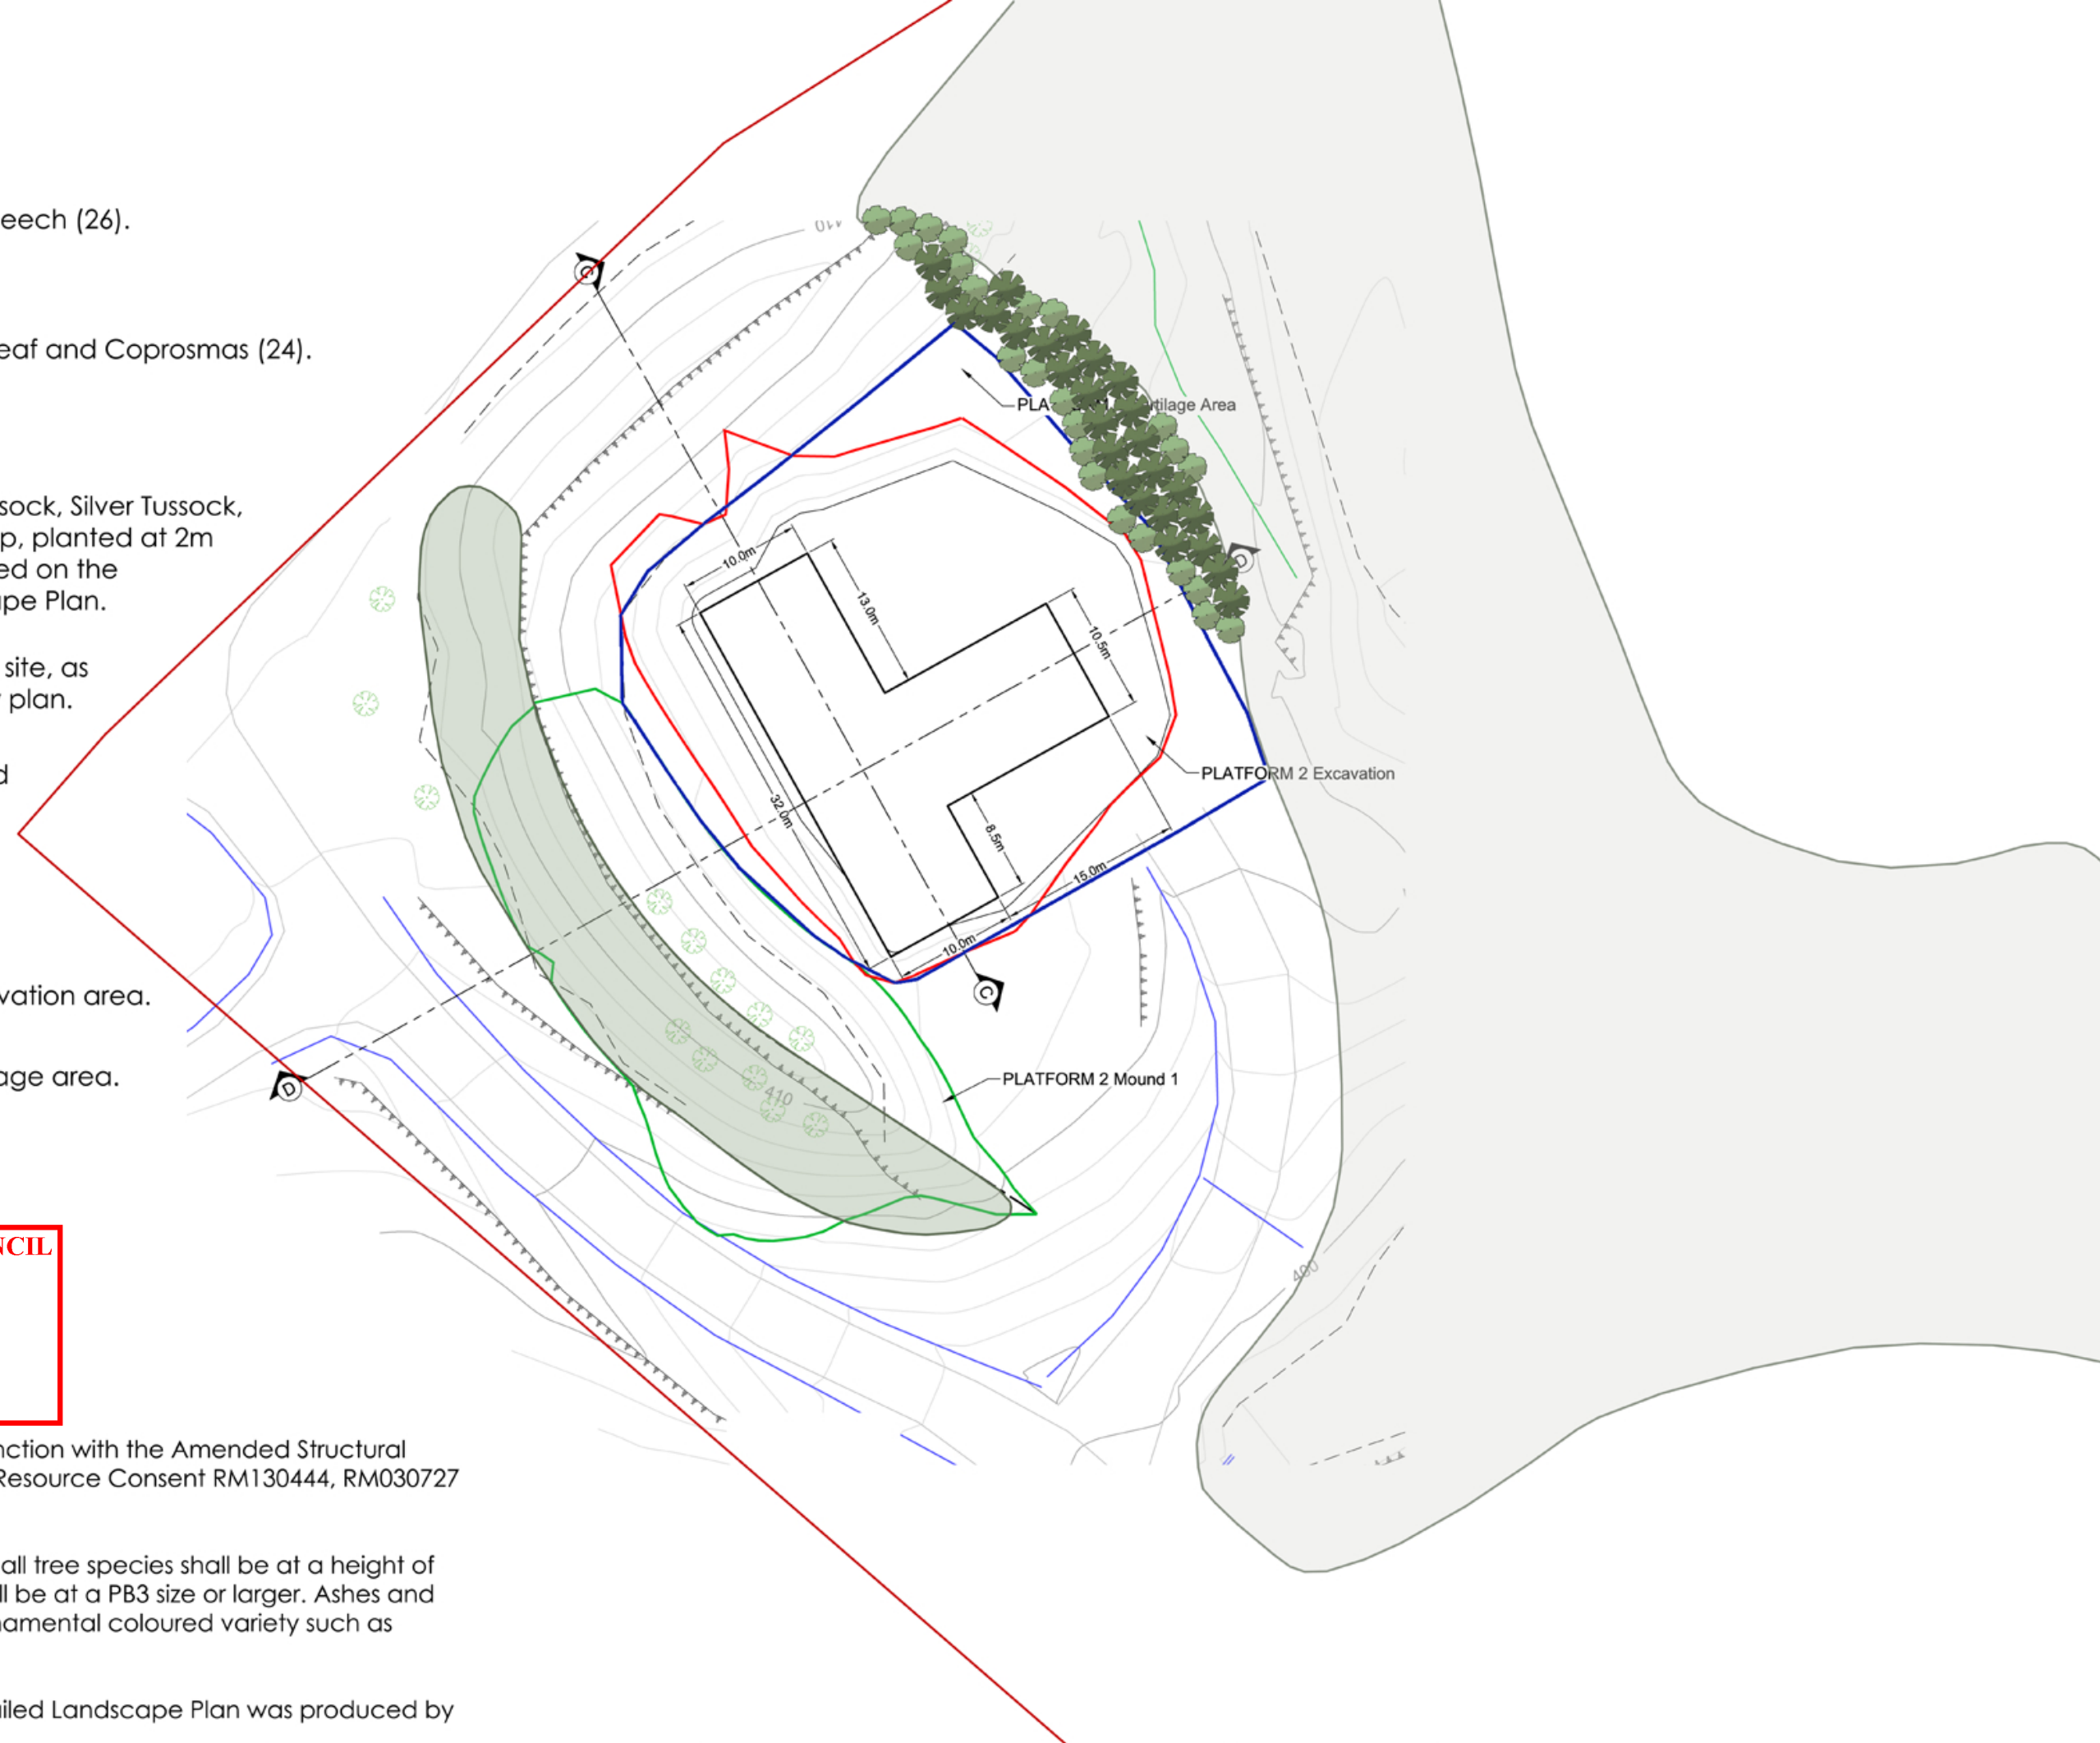 eech (26).
eaf and Coprosmas (24).
sock, Silver Tussock,
p, planted at 2m
ed on the
pe Plan.
site, as
plan.
d
vation area.
age area.
NCIL
nction with the Amended Structural
Resource Consent RM130444, RM030727
all tree species shall be at a height of
ll be at a PB3 size or larger. Ashes and
namental coloured variety such as
iled Landscape Plan was produced by
410
C
PLA
rtilage Area
D
10.0m
13.0m
10.5m
PLATFORM 2 Excavation
32.0m
8.5m
15.0m
10.0m
C
D
PLATFORM 2 Mound 1
410
400